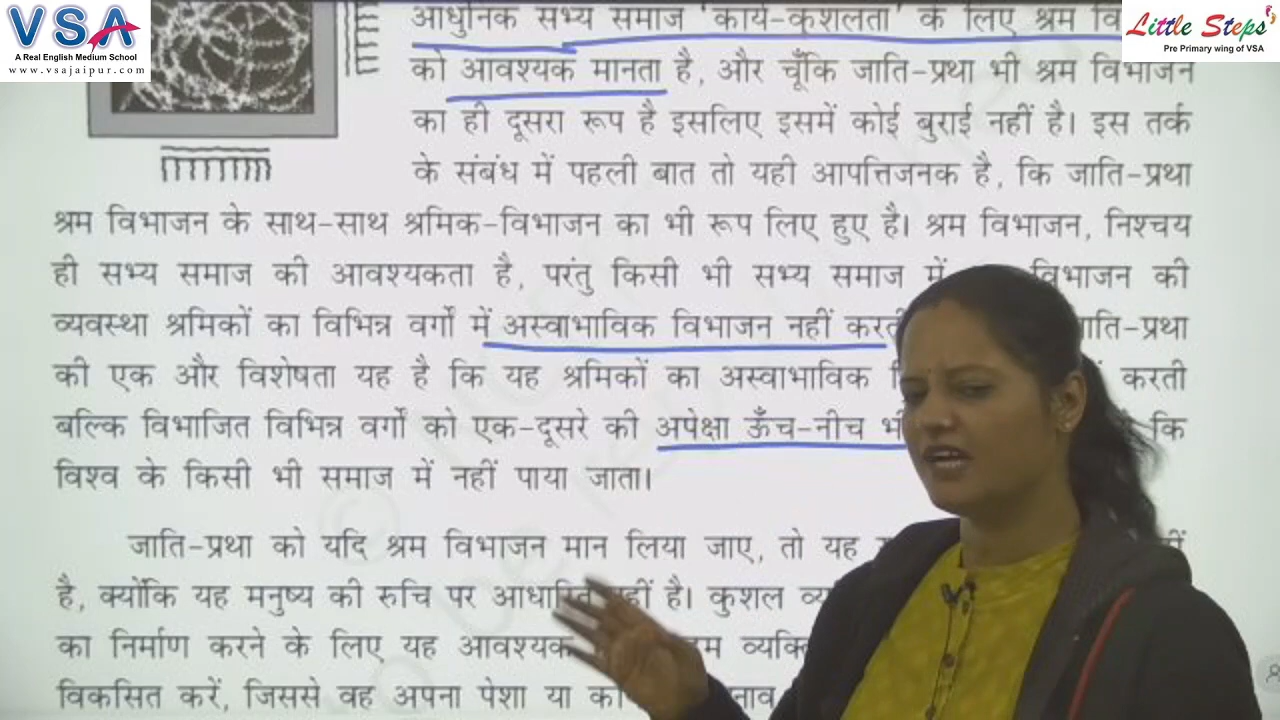 VSA
A Real English Medium School
www.vsajaipur.com
Little Steps
Pre Primary wing of VSA
आधुनिक सभ्य समाज 'कार्य-कुशलता' के लिए श्रम
को आवश्यक मानता है, और चूँकि जाति-प्रथा भी श्रम विभाजन
का ही दूसरा रूप है इसलिए इसमें कोई बुराई नहीं है। इस तर्क
के संबंध में पहली बात तो यही आपत्तिजनक है, कि जाति-प्रथा
श्रम विभाजन के साथ-साथ श्रमिक-विभाजन का भी रूप लिए हुए है। श्रम विभाजन, निश्चय
ही सभ्य समाज की आवश्यकता है, परंतु किसी भी सभ्य समाज में विभाजन की
व्यवस्था श्रमिकों का विभिन्न वर्गों में अस्वाभाविक विभाजन नहीं
की एक और विशेषता यह है कि यह श्रमिकों का अस्वाभाविक करती
बल्कि विभाजित विभिन्न वर्गों को एक-दूसरे की अपेक्षा ऊँच-नीच कि
विश्व के किसी भी समाज में नहीं पाया जाता।
जाति-प्रथा को यदि श्रम विभाजन मान लिया जाए, तो यह
है, क्योंकि यह मनुष्य की रुचि पर आधारित नहीं है। कुशल
का निर्माण करने के लिए यह आवश्यक
विकसित करें, जिससे वह अपना पेशा या